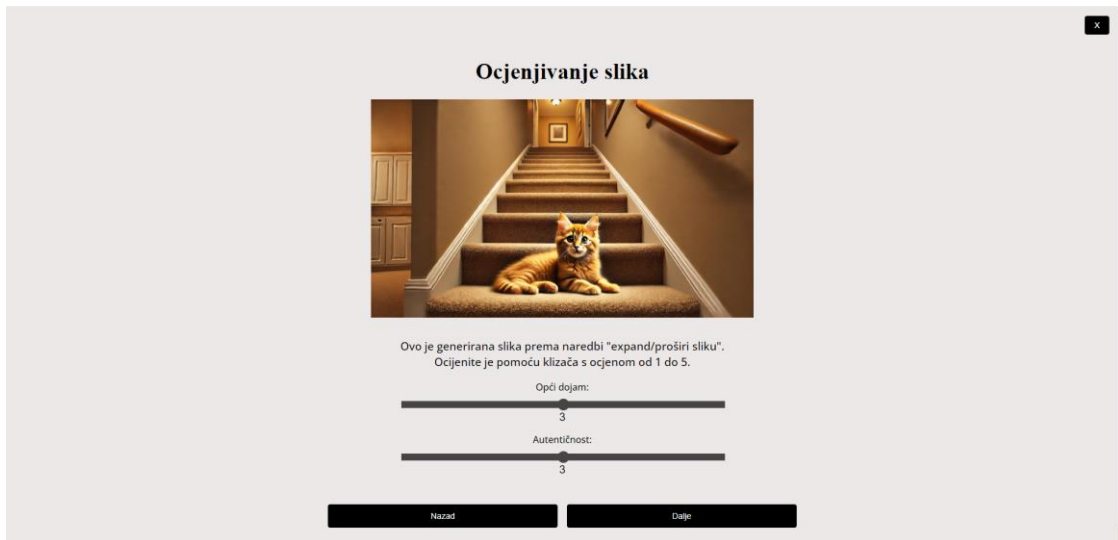 X
Ocjenjivanje slika
Ovo je generirana slika prema naredbi "expand/proširi sliku".
Ocijenite je pomoću klizača s ocjenom od 1 do 5.
Opći dojam:
3
Autentičnost:
3
Nazad
Dalje